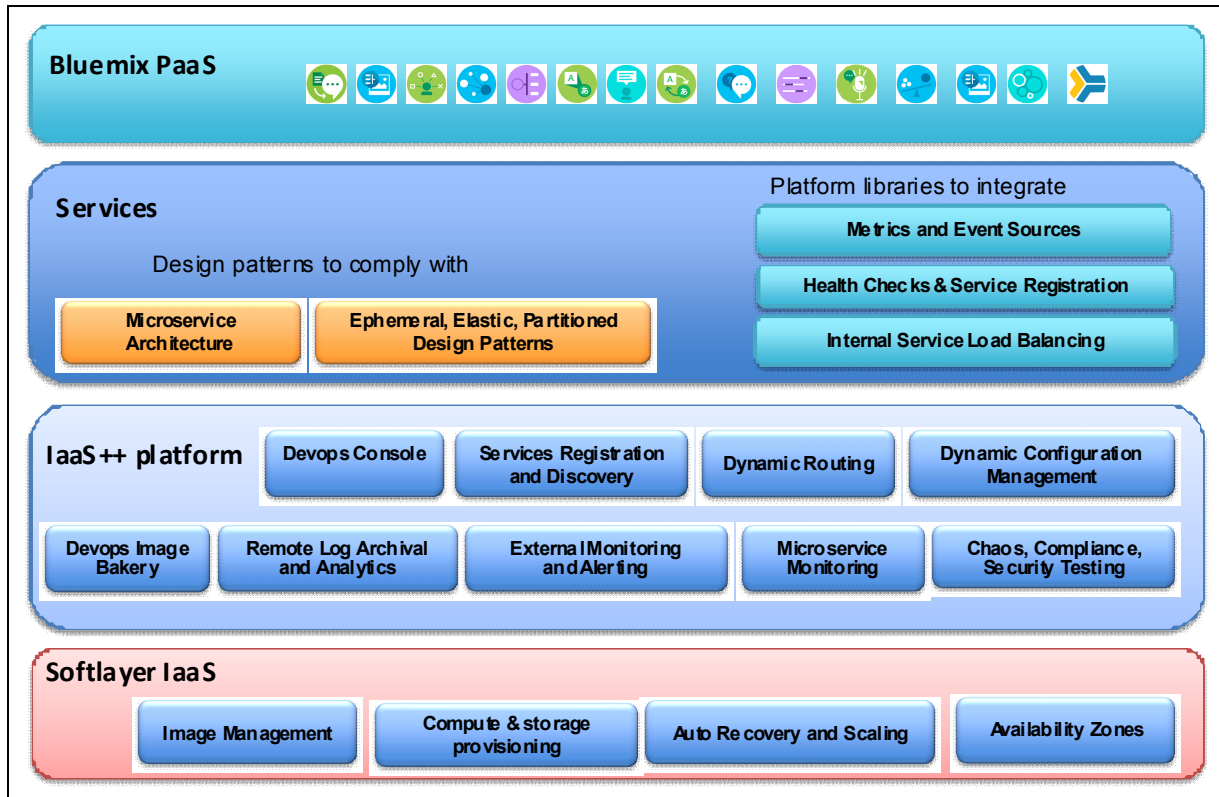 Bluemix PaaS
Services
Platform libraries to integrate
Metrics and Event Sources
Design patterns to comply with
Health Checks & Service Registration
Microservice
Architecture
Ephemeral, Elastic, Partitioned
Design Patterns
Internal Service Load Balancing
IaaS++ platform
Devops Console
Services Registration
and Discovery
Dynamic Routing
Dynamic Configuration
Management
Devops Image
Bakery
Remote Log Archival
and Analytics
External Monitoring
and Alerting
Microservice
Monitoring
Chaos, Compliance,
Security Testing
Softlayer IaaS
Image Management
Compute & storage
provisioning
Auto Recovery and Scaling
Availability Zones